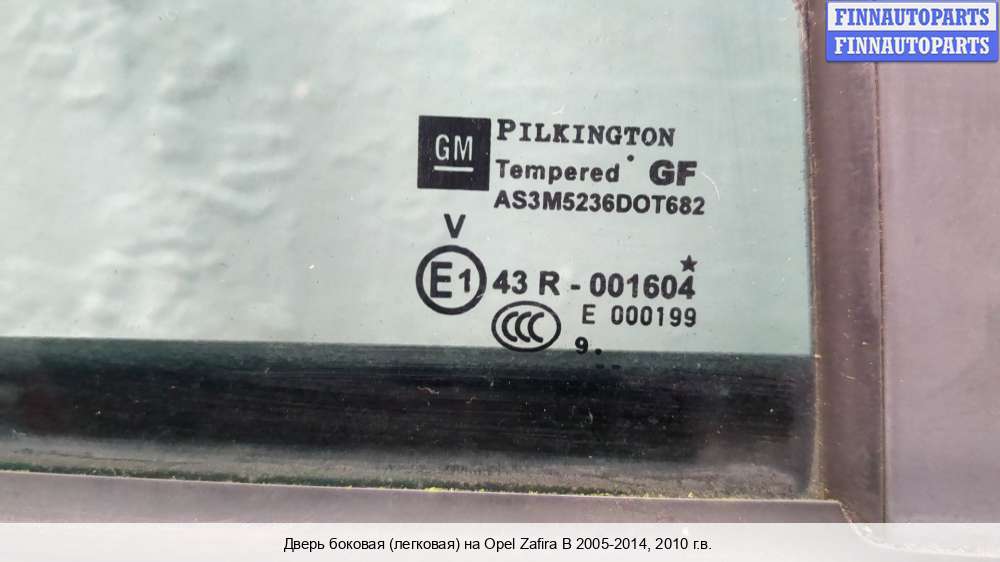 FINNAUTOPARTS
FINNAUTOPARTS
GM
PILKINGTON
Tempered GF
AS3M5236DOT682
V
E1 43 R - 001604
CCC E 000199
9.
Дверь боковая (легковая) на Opel Zafira B 2005-2014, 2010 г.в.